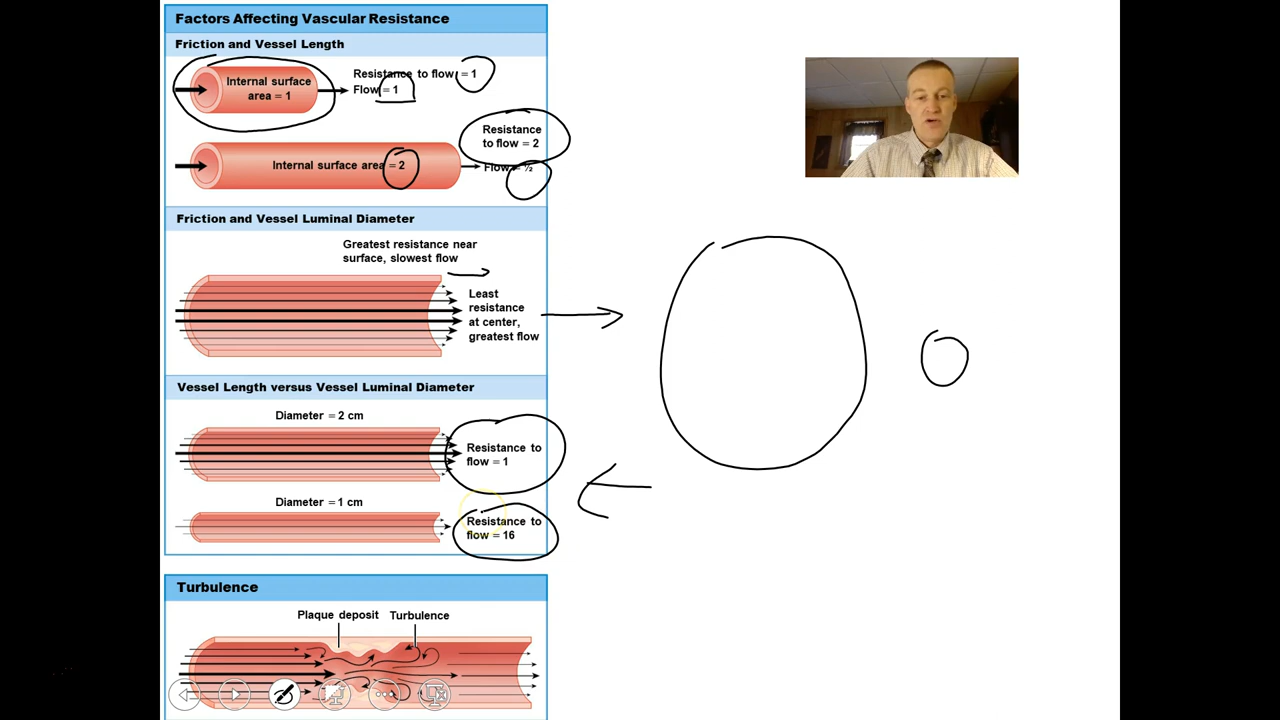 Factors Affecting Vascular Resistance
Friction and Vessel Length
Internal surface
area = 1
Resistance to flow = 1
Flow = 1
Resistance
to flow = 2
Internal surface area = 2
Flow = ½
Friction and Vessel Luminal Diameter
Greatest resistance near
surface, slowest flow
Least
resistance
at center,
greatest flow
Vessel Length versus Vessel Luminal Diameter
Diameter = 2 cm
Resistance to
flow = 1
Diameter = 1 cm
Resistance to
flow = 16
Turbulence
Plaque deposit Turbulence